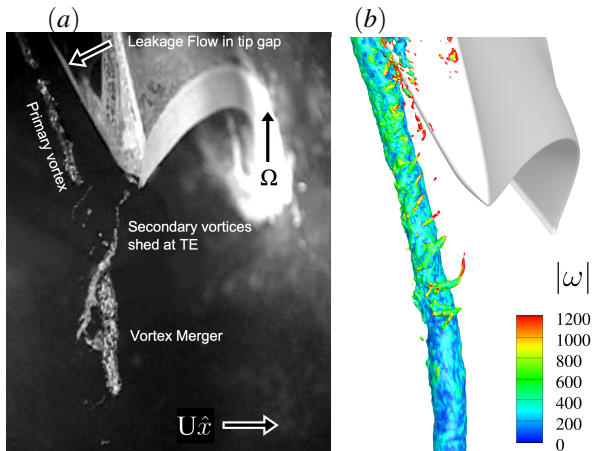 (a)
Leakage Flow in tip gap
Primary vortex
Ω
Secondary vortices
shed at TE
Vortex Merger
Ux̂
(b)
|ω|
1200
1000
800
600
400
200
0